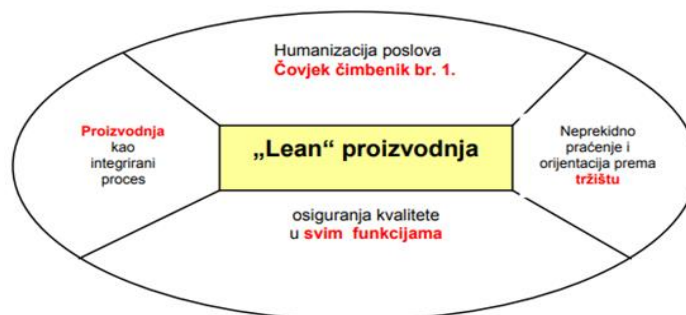 Humanizacija poslova
Čovjek čimbenik br. 1.
Proizvodnja
kao
integrirani
proces
„Lean“ proizvodnja
Neprekidno
praćenje i
orijentacija prema
tržištu
osiguranja kvalitete
u svim funkcijama